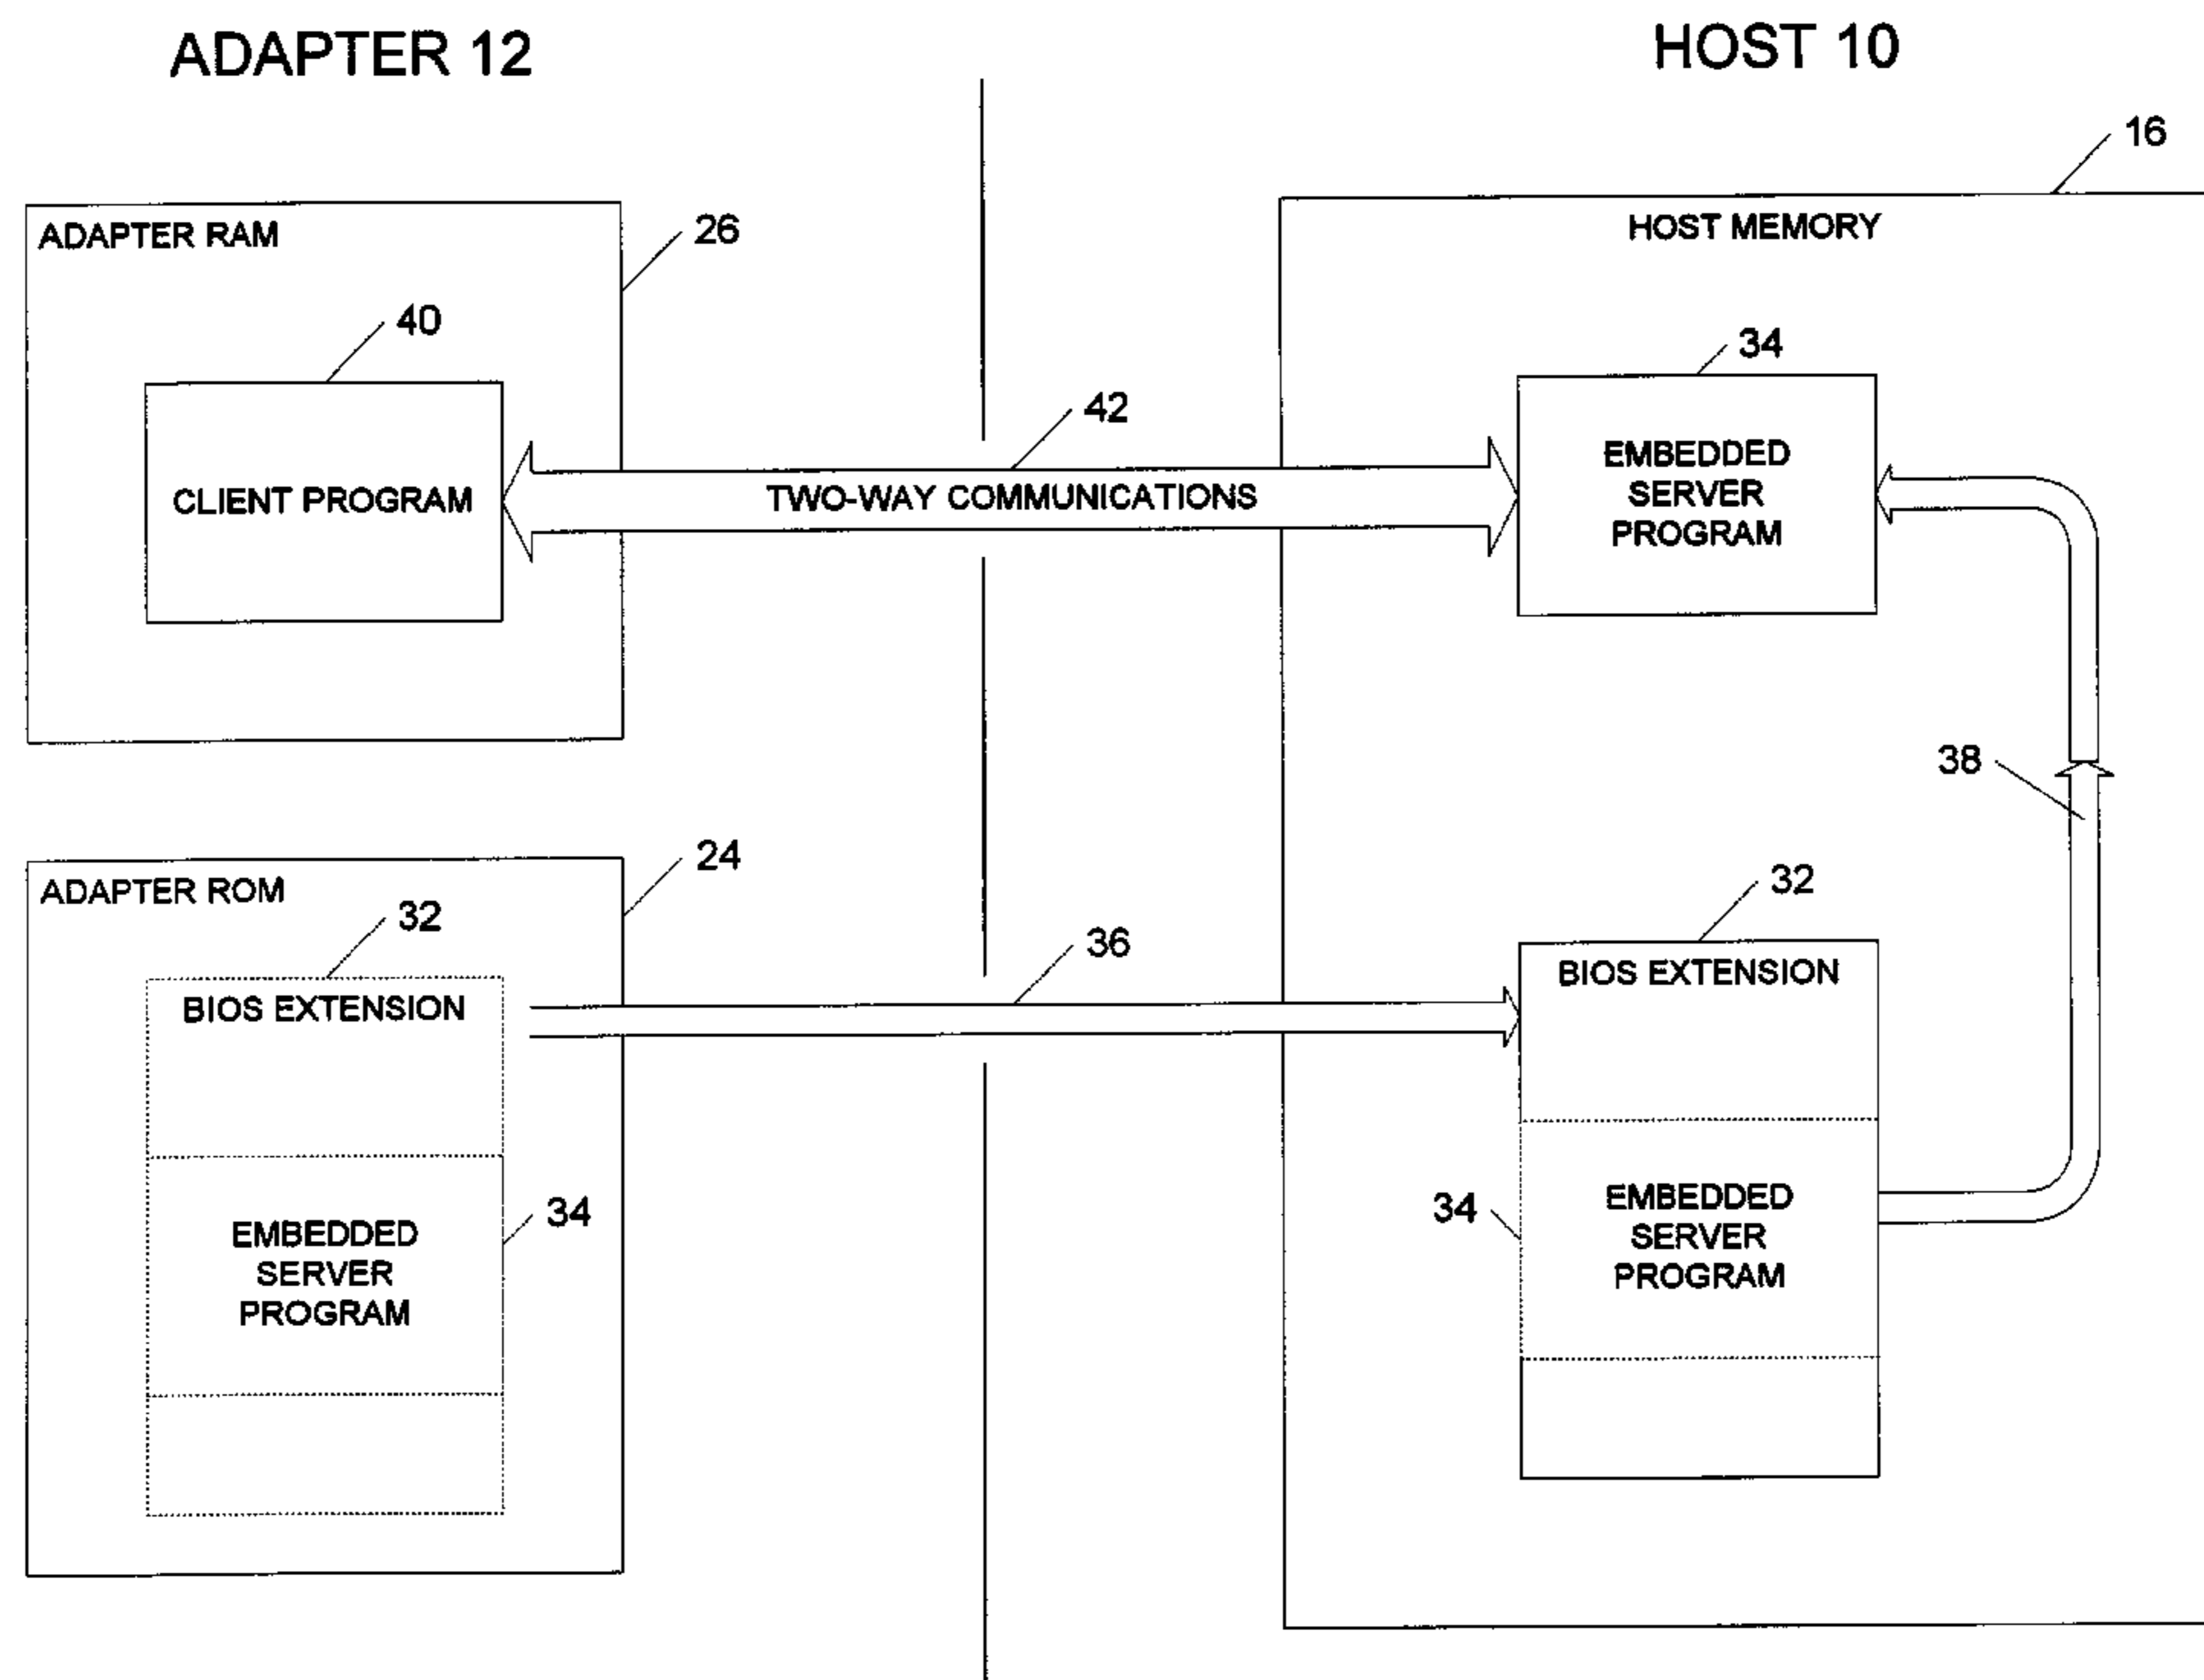 ADAPTER 12
HOST 10
16
ADAPTER RAM
26
HOST MEMORY
40
34
42
CLIENT PROGRAM
TWO-WAY COMMUNICATIONS
EMBEDDED
SERVER
PROGRAM
38
24
ADAPTER ROM
32
32
36
BIOS EXTENSION
BIOS EXTENSION
34
EMBEDDED
SERVER
PROGRAM
34
EMBEDDED
SERVER
PROGRAM